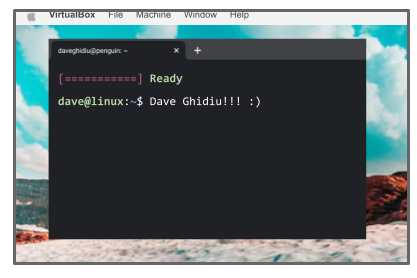 VirtualBox File Machine Window Help
daveghidiu@penguin: ~ × +
[===========] Ready
dave@linux:~$ Dave Ghidiu!!! :)